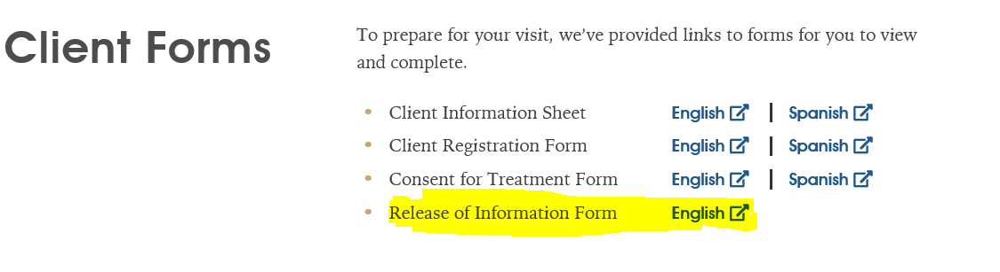 Client Forms
To prepare for your visit, we’ve provided links to forms for you to view
and complete.
• Client Information Sheet English | Spanish
• Client Registration Form English | Spanish
• Consent for Treatment Form English | Spanish
• Release of Information Form English